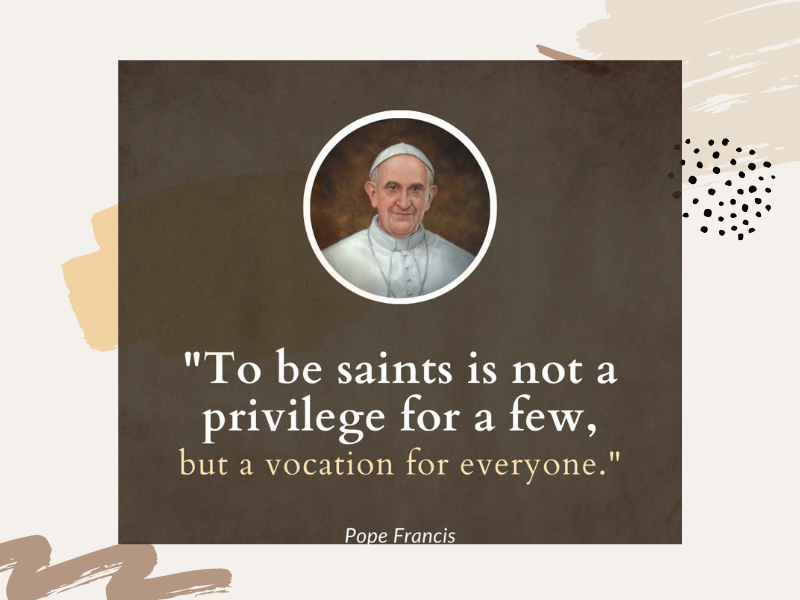 "To be saints is not a
privilege for a few,
but a vocation for everyone."
Pope Francis